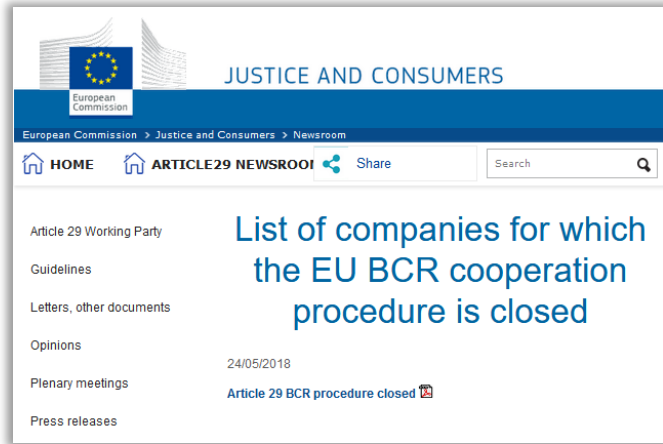 European
Commission
JUSTICE AND CONSUMERS
European Commission > Justice and Consumers > Newsroom
HOME
ARTICLE29 NEWSROO
Share
Search
Article 29 Working Party
Guidelines
Letters, other documents
Opinions
Plenary meetings
Press releases
List of companies for which
the EU BCR cooperation
procedure is closed
24/05/2018
Article 29 BCR procedure closed